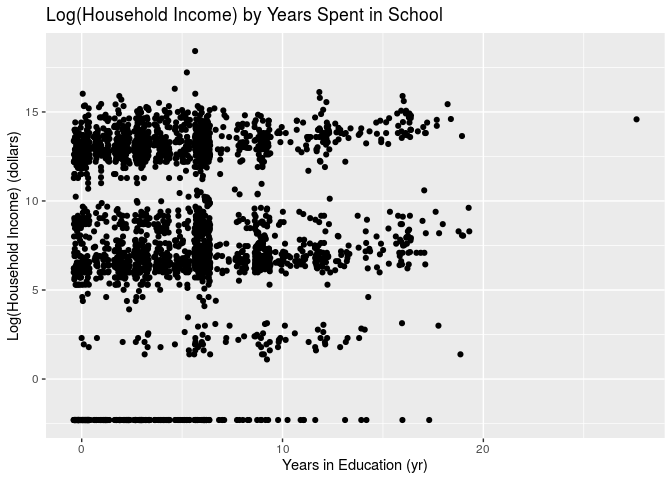 Log(Household Income) by Years Spent in School
Log(Household Income) (dollars)
15
10
5
0
0 10 20
Years in Education (yr)